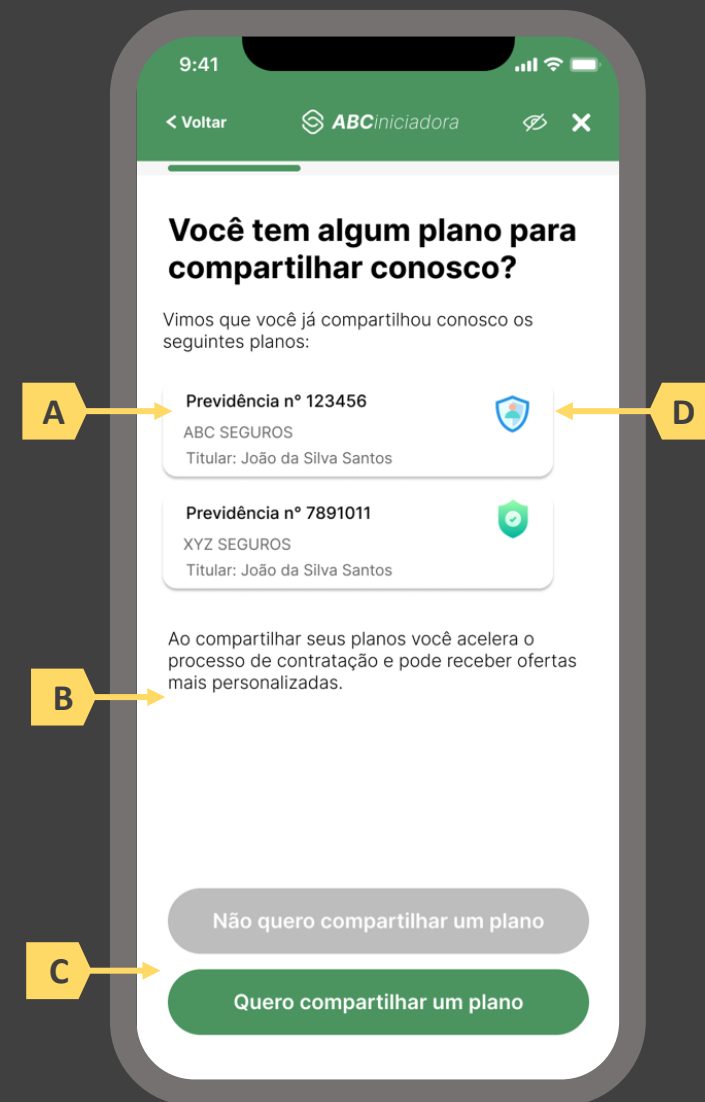 9:41
< Voltar
ABCiniciadora
Você tem algum plano para
compartilhar conosco?
Vimos que você já compartilhou conosco os
seguintes planos:
A
Previdência n° 123456
ABC SEGUROS
Titular: João da Silva Santos
D
Previdência n° 7891011
XYZ SEGUROS
Titular: João da Silva Santos
Ao compartilhar seus planos você acelera o
processo de contratação e pode receber ofertas
mais personalizadas.
B
Não quero compartilhar um plano
C
Quero compartilhar um plano